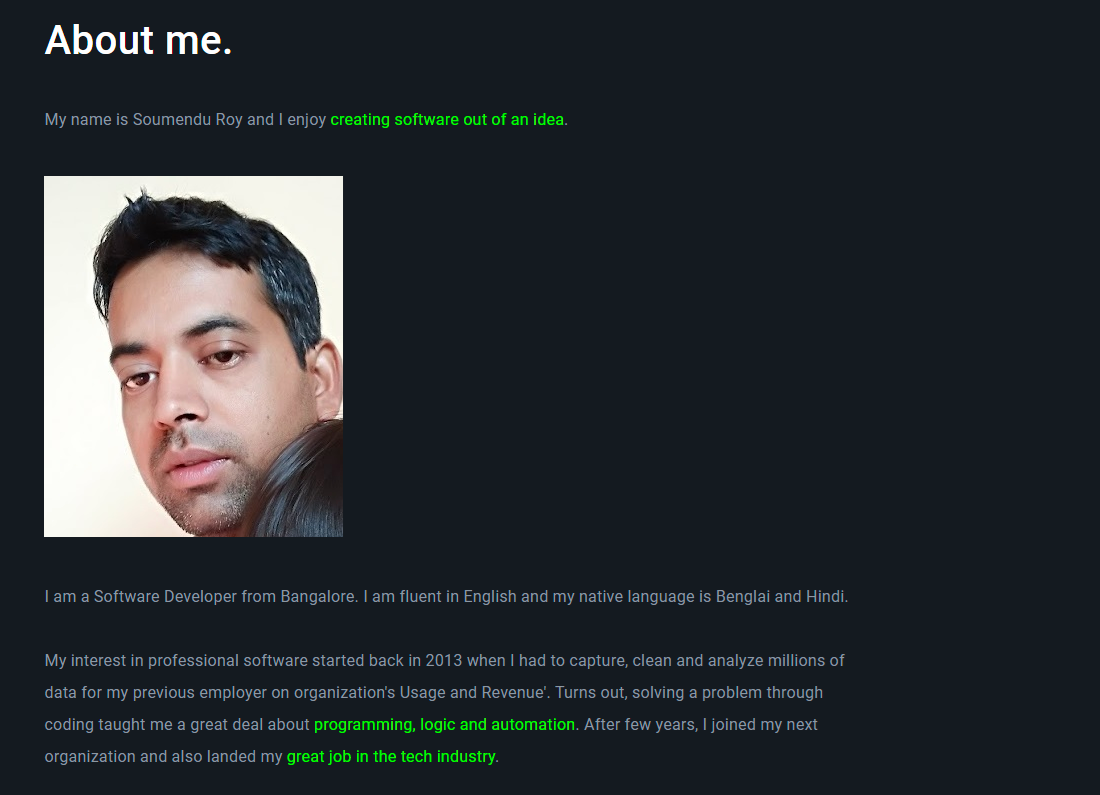 About me.
My name is Soumendu Roy and I enjoy creating software out of an idea.
I am a Software Developer from Bangalore. I am fluent in English and my native language is Benglai and Hindi.
My interest in professional software started back in 2013 when I had to capture, clean and analyze millions of
data for my previous employer on organization's Usage and Revenue'. Turns out, solving a problem through
coding taught me a great deal about programming, logic and automation. After few years, I joined my next
organization and also landed my great job in the tech industry.